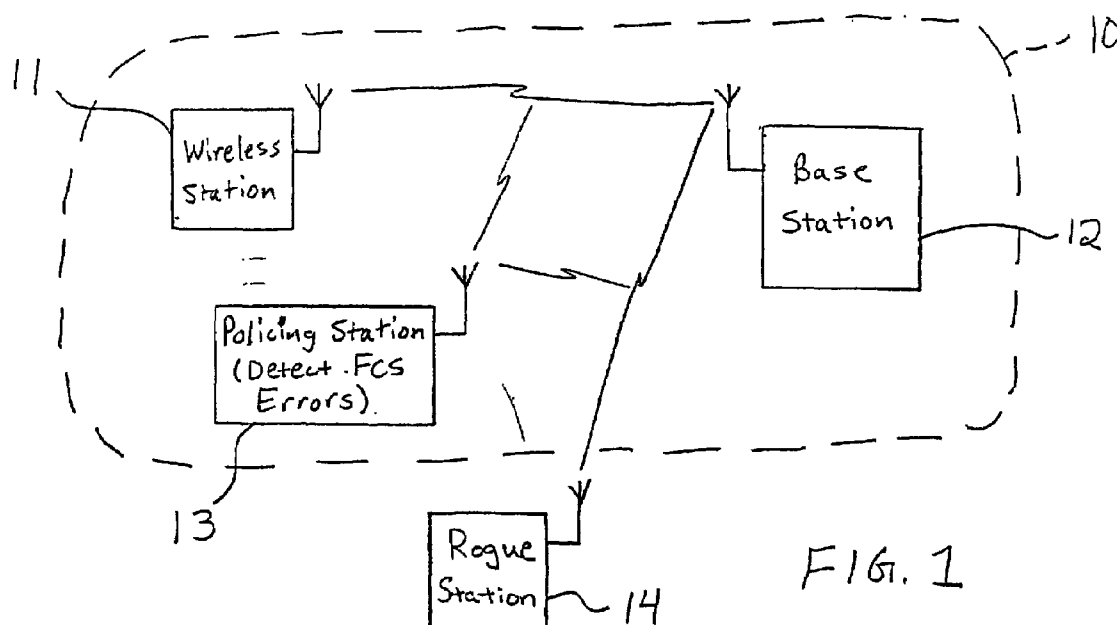 10
11
Wireless
Station
Base
Station
12
Policing Station
(Detect FCS
Errors).
13
Rogue
Station
14
FIG. 1